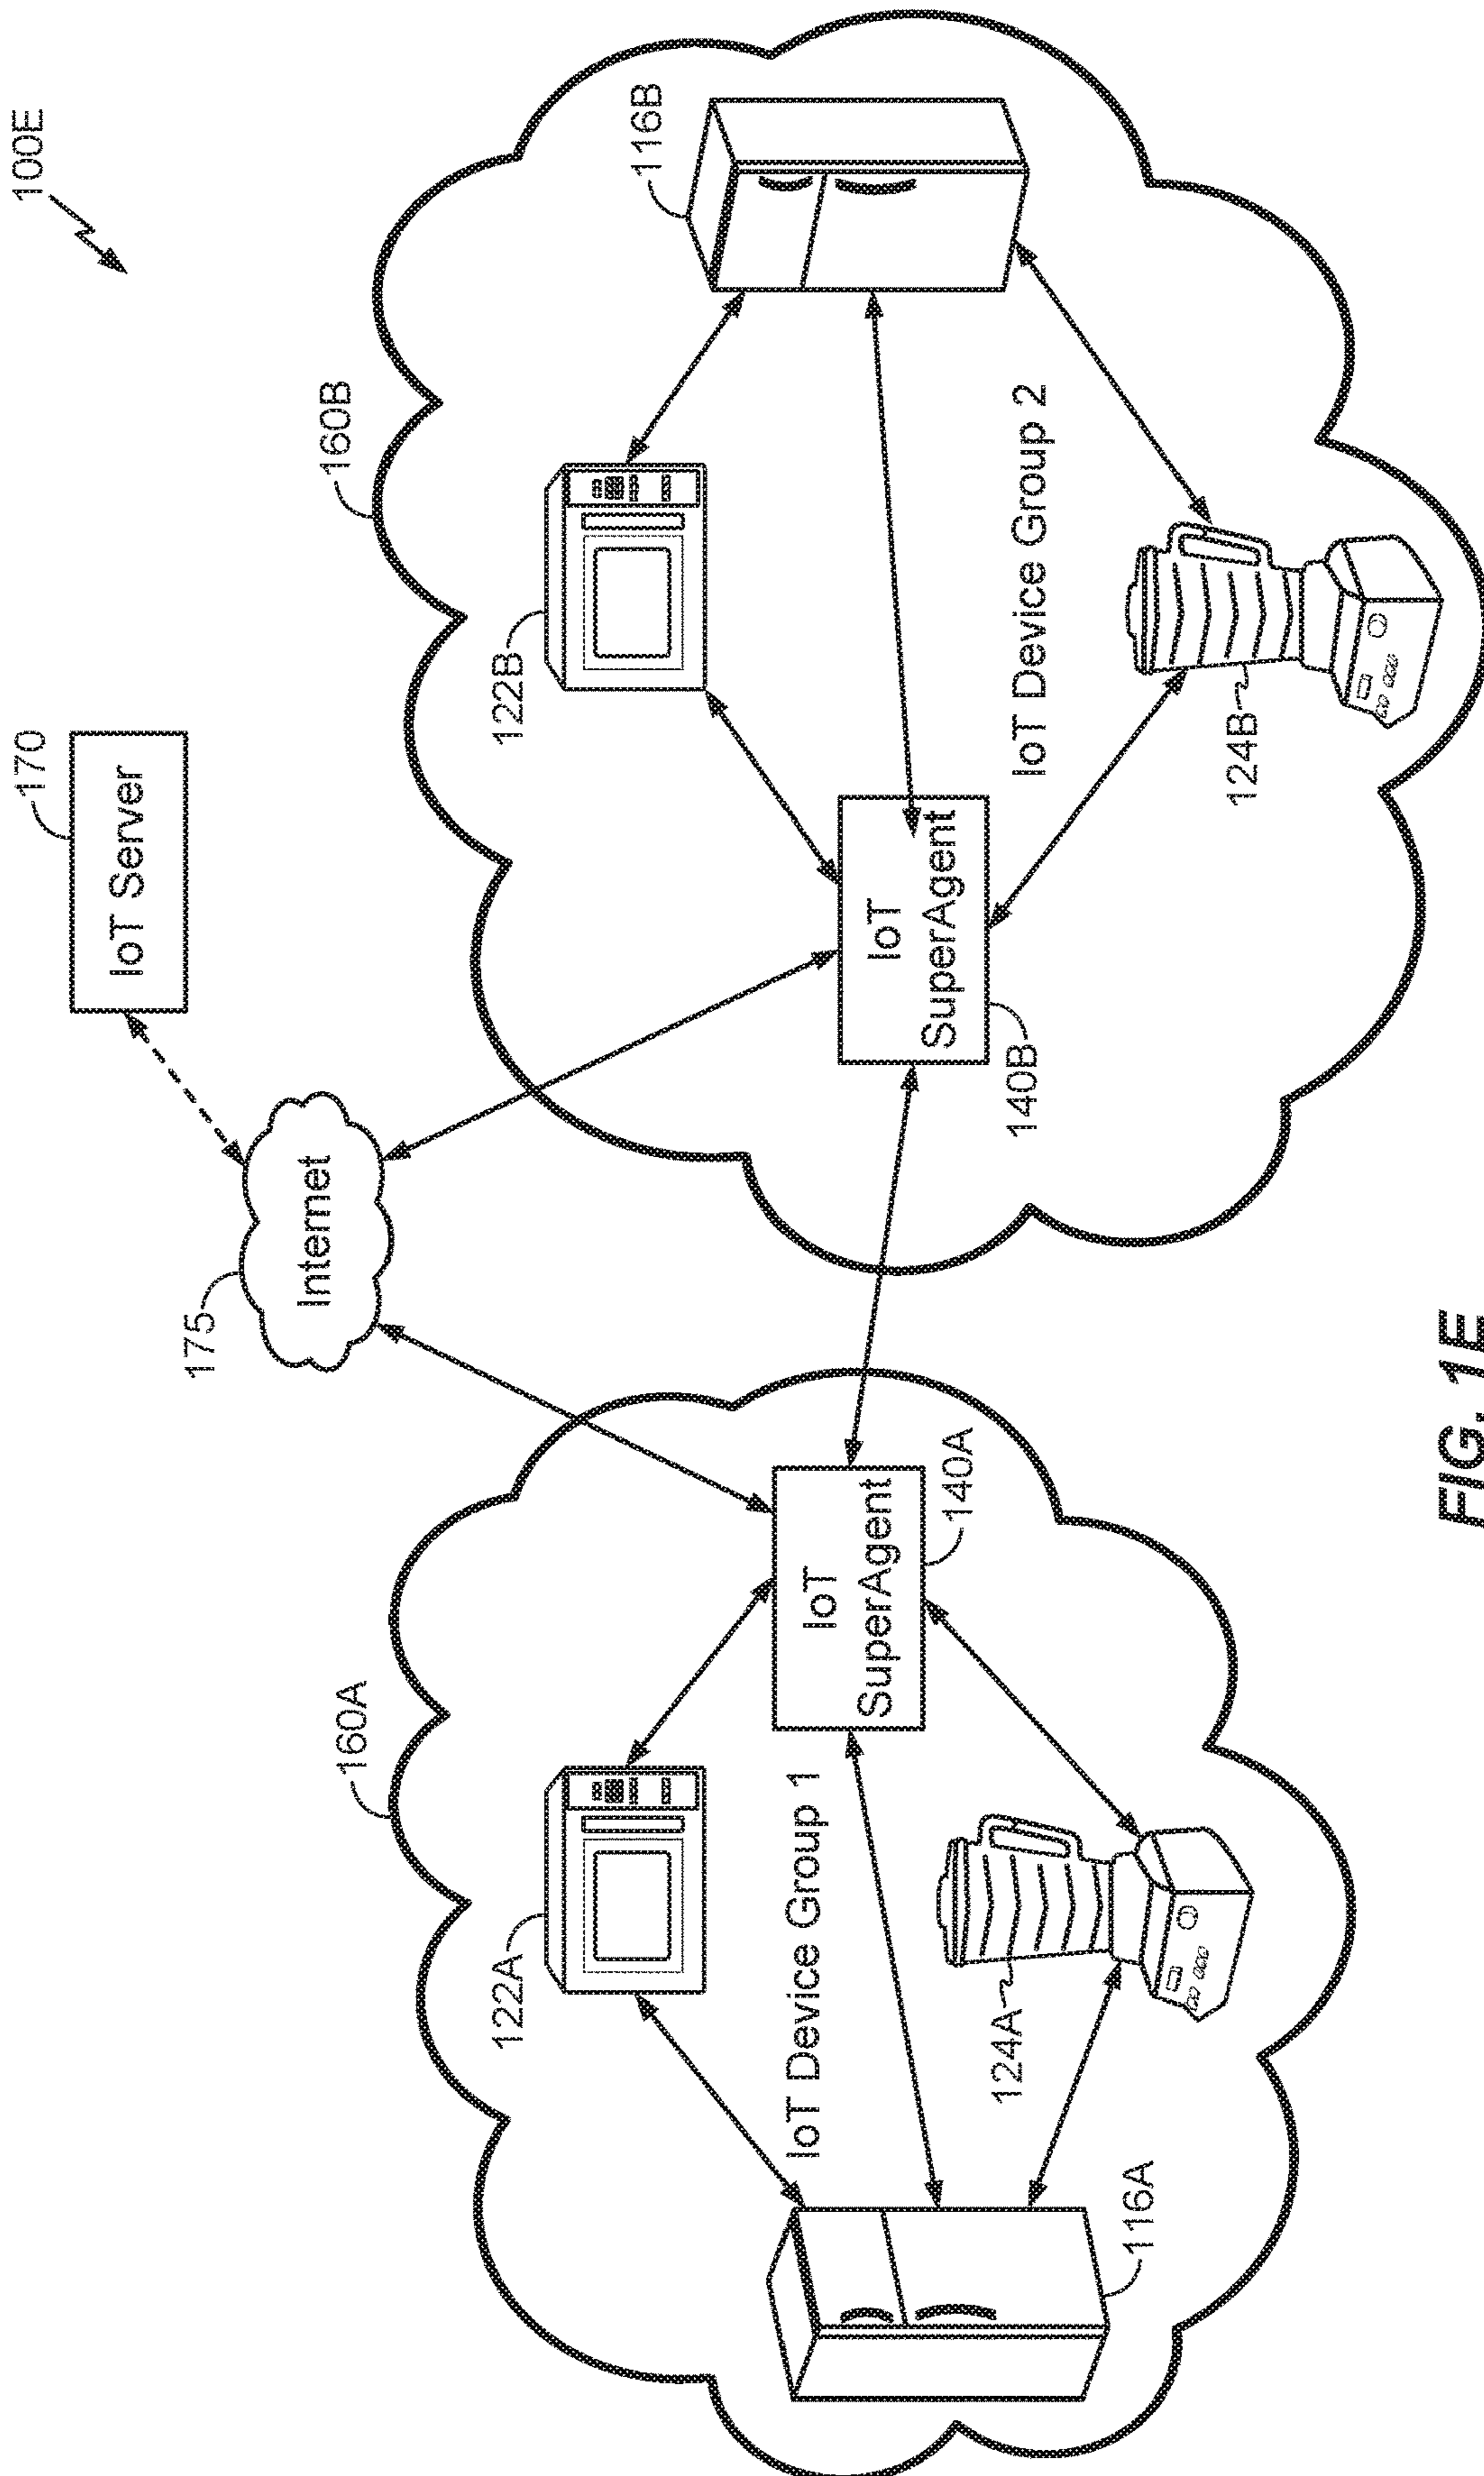 100E
170
IoT Server
175
Internet
160A
160B
122A
122B
116B
IoT
SuperAgent
140A
IoT
SuperAgent
140B
IoT Device Group 1
IoT Device Group 2
124A
124B
116A
FIG. 1E